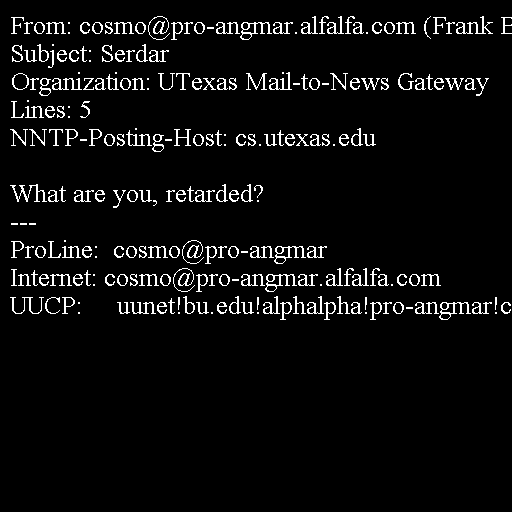 From: cosmo@pro-angmar.alfalfa.com (Frank
Subject: Serdar
Organization: UTexas Mail-to-News Gateway
Lines: 5
NNTP-Posting-Host: cs.utexas.edu

What are you, retarded?
---
ProLine:  cosmo@pro-angmar
Internet: cosmo@pro-angmar.alfalfa.com
UUCP:     uunet!bu.edu!alphalpha!pro-angmar!c